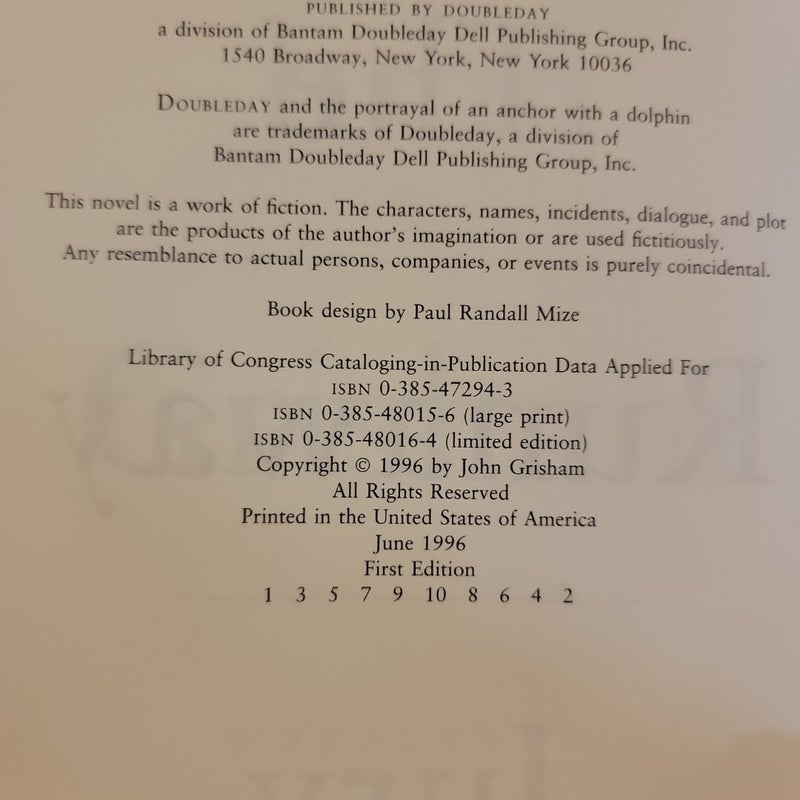 PUBLISHED BY DOUBLEDAY
a division of Bantam Doubleday Dell Publishing Group, Inc.
1540 Broadway, New York, New York 10036
DOUBLEDAY and the portrayal of an anchor with a dolphin
are trademarks of Doubleday, a division of
Bantam Doubleday Dell Publishing Group, Inc.
This novel is a work of fiction. The characters, names, incidents, dialogue, and plot
are the products of the author's imagination or are used fictitiously.
Any resemblance to actual persons, companies, or events is purely coincidental.
Book design by Paul Randall Mize
Library of Congress Cataloging-in-Publication Data Applied For
ISBN 0-385-47294-3
ISBN 0-385-48015-6 (large print)
ISBN 0-385-48016-4 (limited edition)
Copyright © 1996 by John Grisham
All Rights Reserved
Printed in the United States of America
June 1996
First Edition
1 3 5 7 9 10 8 6 4 2